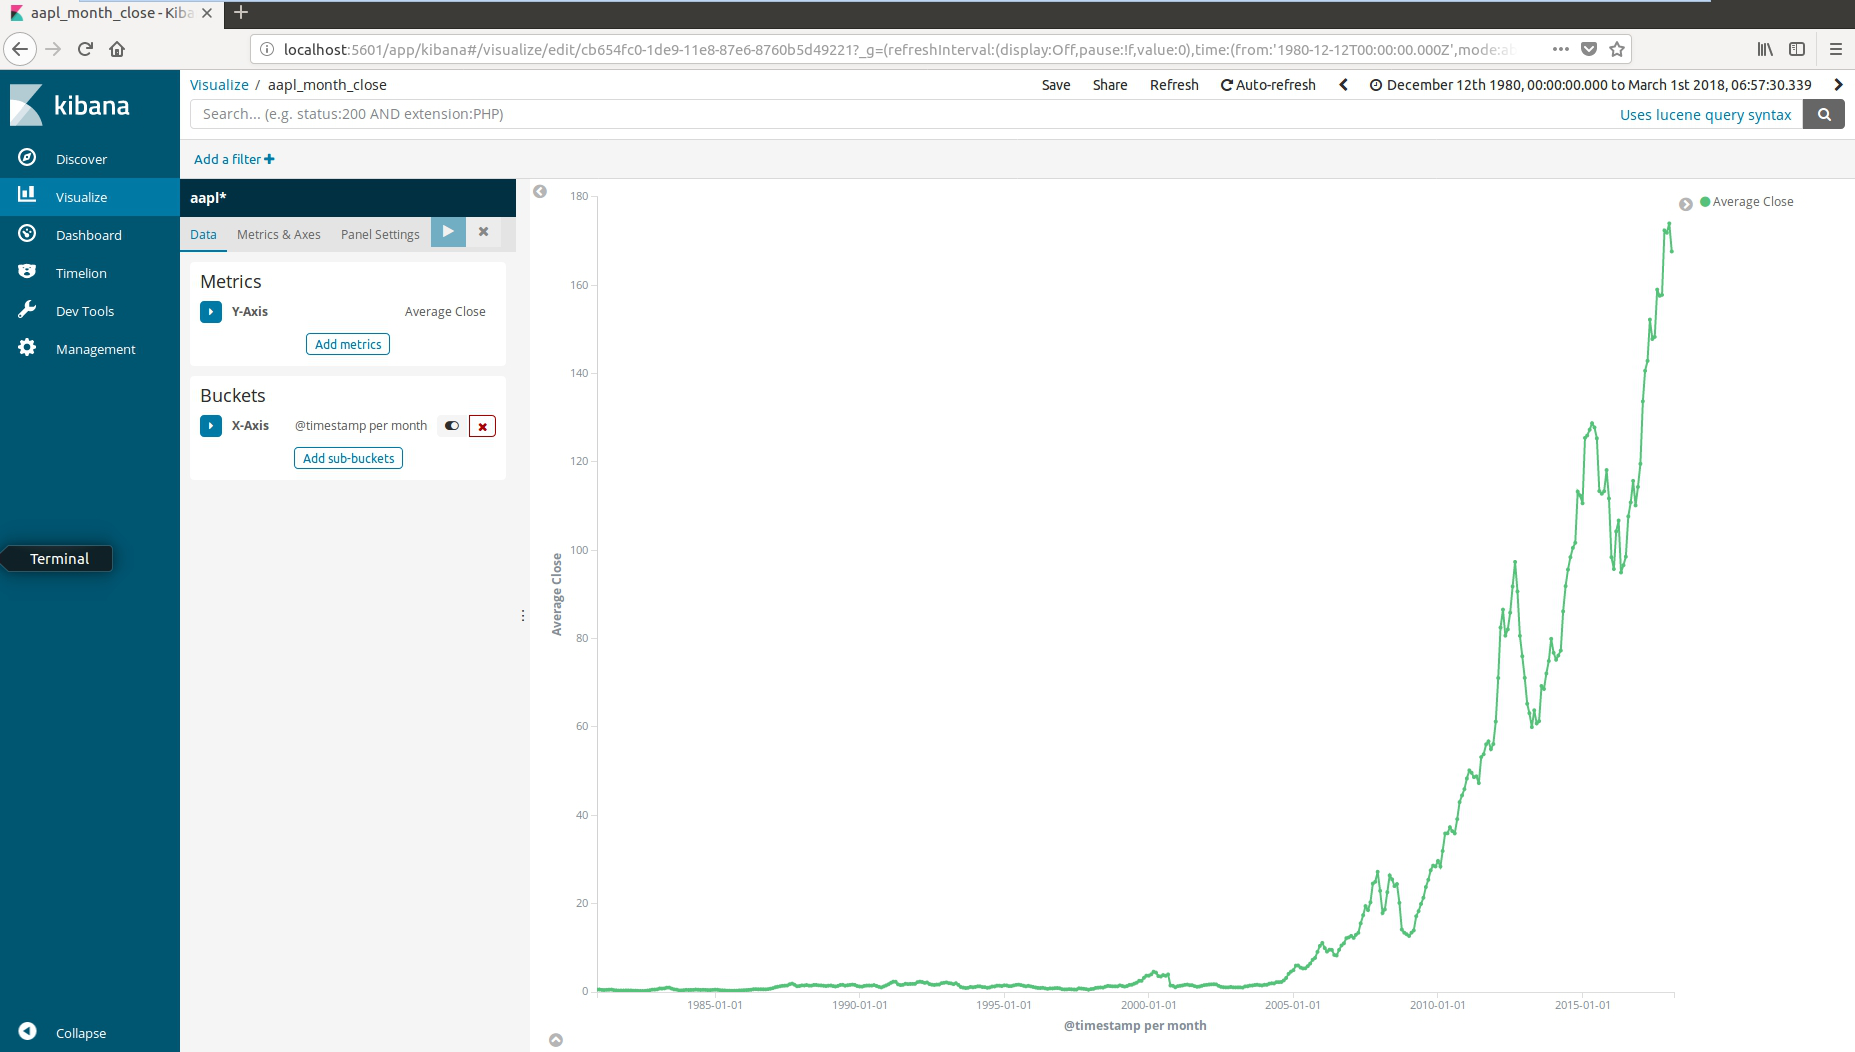 aapl_month_close - Kiba
localhost:5601/app/kibana#/visualize/edit/cb654fc0-1de9-11e8-87e6-8760b5d49221?_g=(refreshInterval:(display:Off,pause:!f,value:0),time:(from:'1980-12-12T00:00:00.000Z',mode:ab
kibana
Discover
Visualize
Dashboard
Timelion
Dev Tools
Management
Terminal
Collapse
Visualize / aapl_month_close
Save Share Refresh Auto-refresh December 12th 1980, 00:00:00.000 to March 1st 2018, 06:57:30.339
Search... (e.g. status:200 AND extension:PHP) Uses lucene query syntax
Add a filter
aapl*
Data Metrics & Axes Panel Settings
Metrics
Y-Axis Average Close
Add metrics
Buckets
X-Axis @timestamp per month
Add sub-buckets
Average Close
180
160
140
120
100
80
60
40
20
0
Average Close
1985-01-01 1990-01-01 1995-01-01 2000-01-01 2005-01-01 2010-01-01 2015-01-01
@timestamp per month